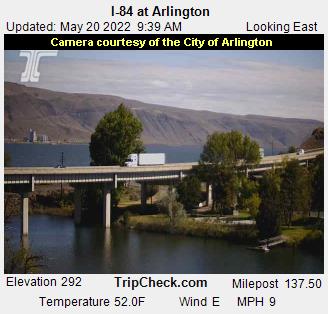 I-84 at Arlington
Updated: May 20 2022 9:39 AM Looking East
Camera courtesy of the City of Arlington
Elevation 292 TripCheck.com Milepost 137.50
Temperature 52.0F Wind E MPH 9